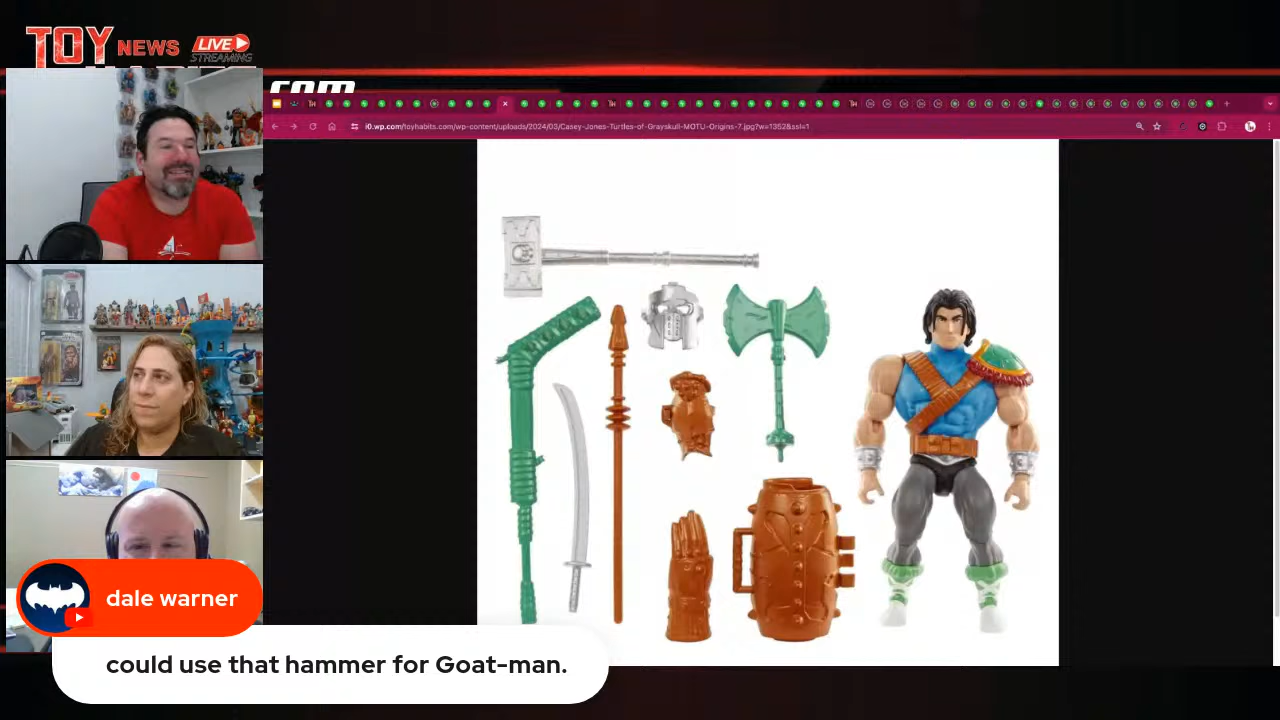 TOY
NEWS
LIVE
STREAMING
.com
i0.wp.com/toyhabits.com/wp-content/uploads/2024/03/Casey-Jones-Turtles-of-Grayskull-MOTU-Origins-7.jpg?w=1352&ssl=1
dale warner
could use that hammer for Goat-man.